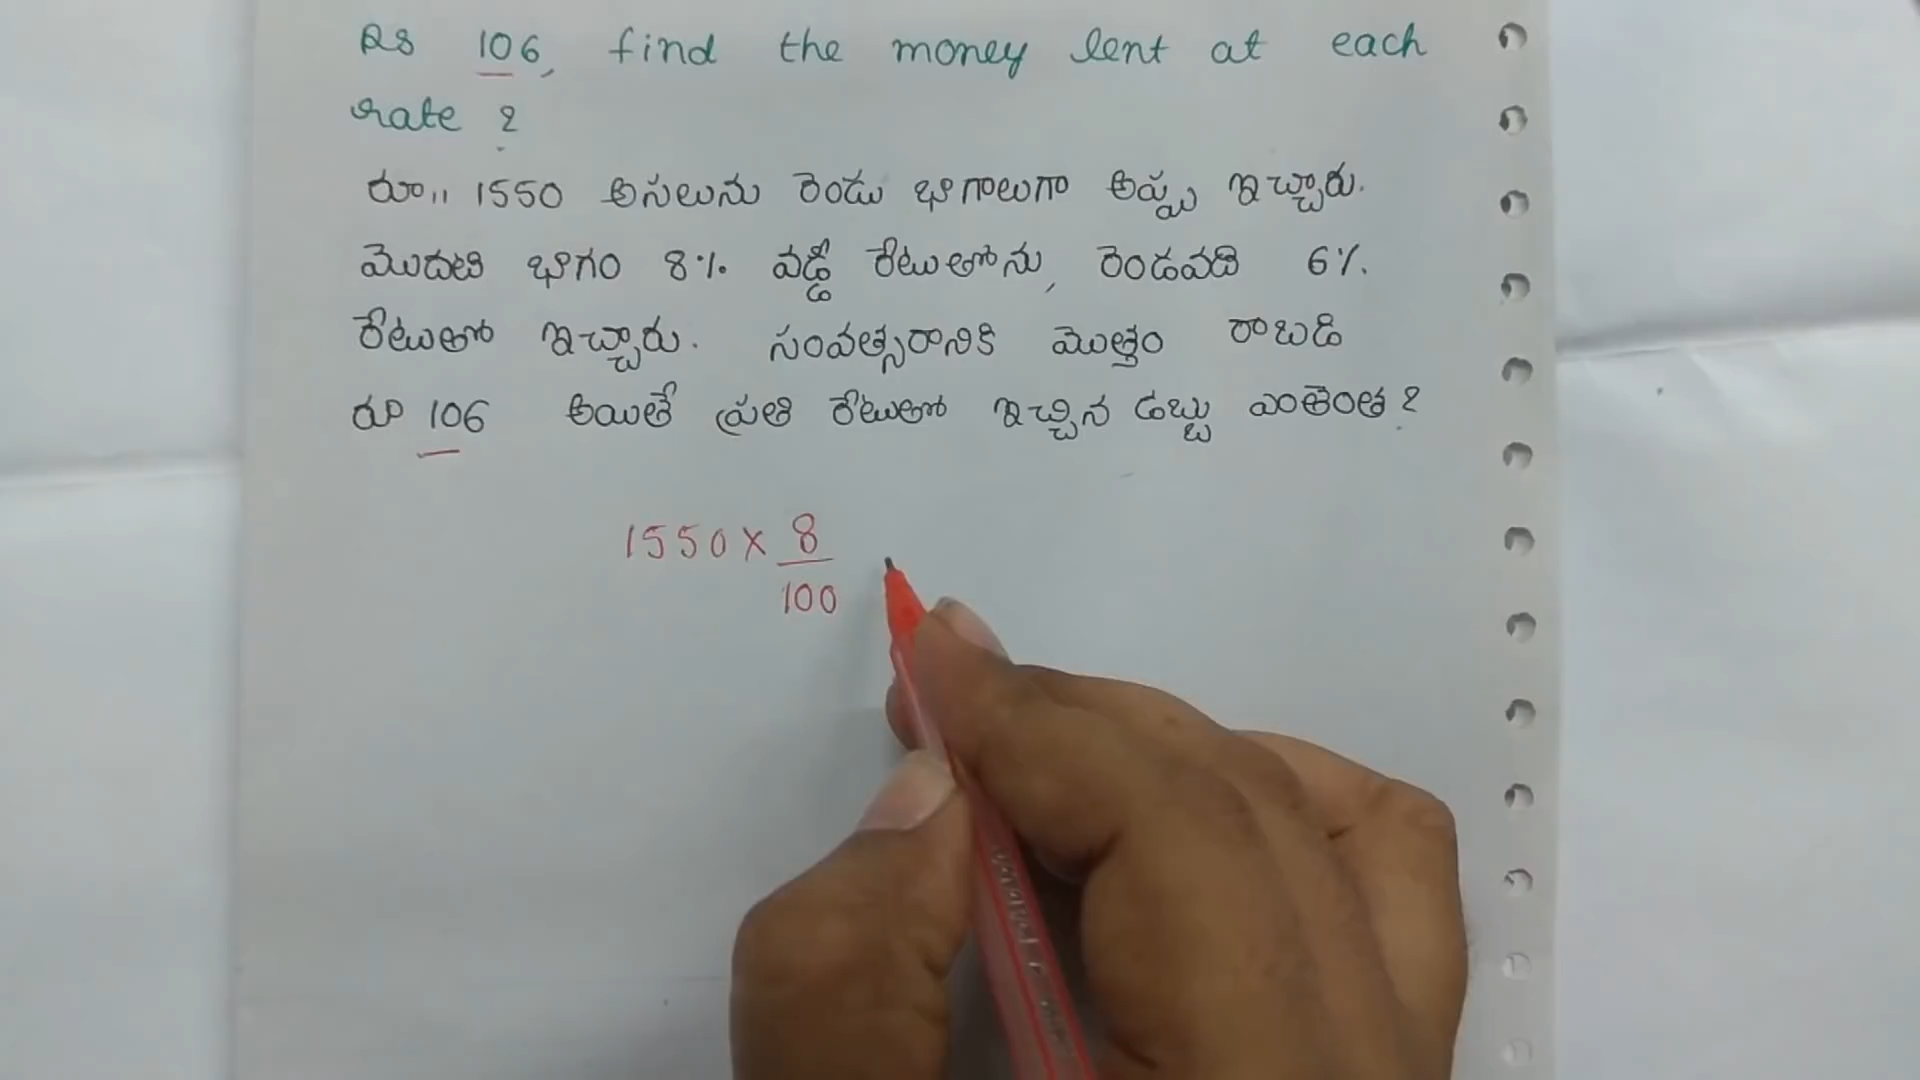 Rs 106, find the money lent at each
rate ?
రూ॥ 1550 అసలును రెండు భాగాలుగా అప్పు ఇచ్చారు.
మొదటి భాగం 8% వడ్డీ రేటుతోను, రెండవది 6%
రేటుతో ఇచ్చారు. సంవత్సరానికి మొత్తం రాబడి
రూ 106 అయితే ప్రతి రేటుతో ఇచ్చిన డబ్బు ఎంతెంత ?
1550 × 8
100